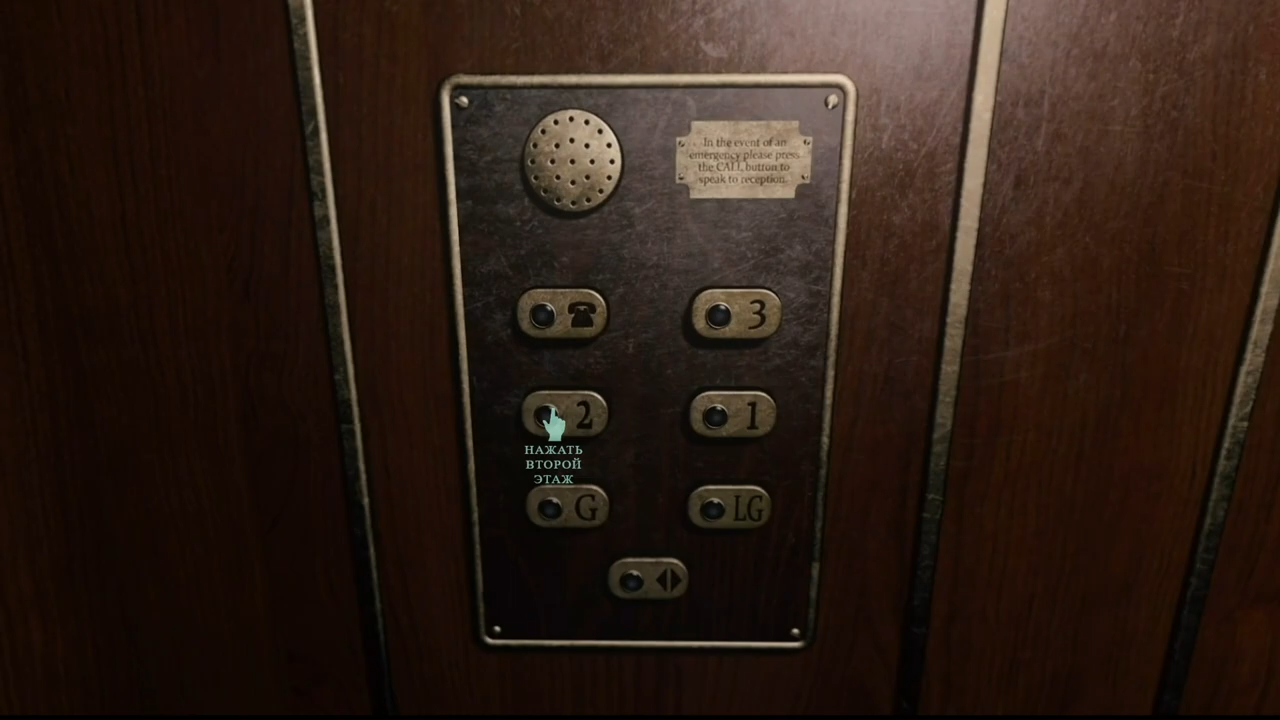 In the event of an
emergency please press
the CALL button to
speak to reception.
3
2
1
НАЖАТЬ
ВТОРОЙ
ЭТАЖ
G
LG